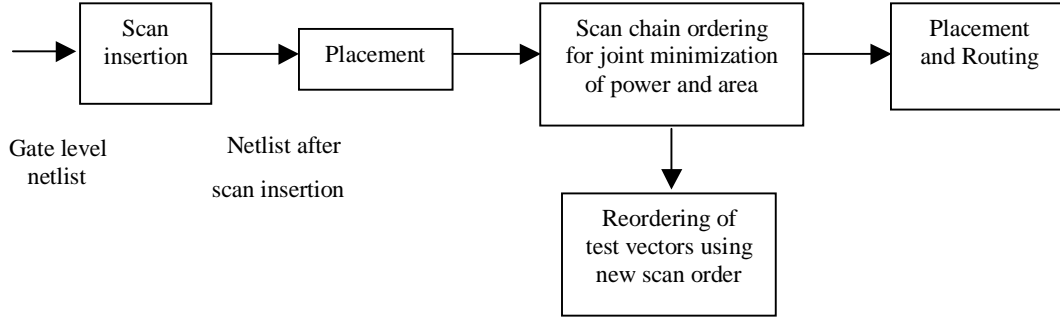 Scan
insertion
Placement
Scan chain ordering
for joint minimization
of power and area
Placement
and Routing
Gate level
netlist
Netlist after
scan insertion
Reordering of
test vectors using
new scan order